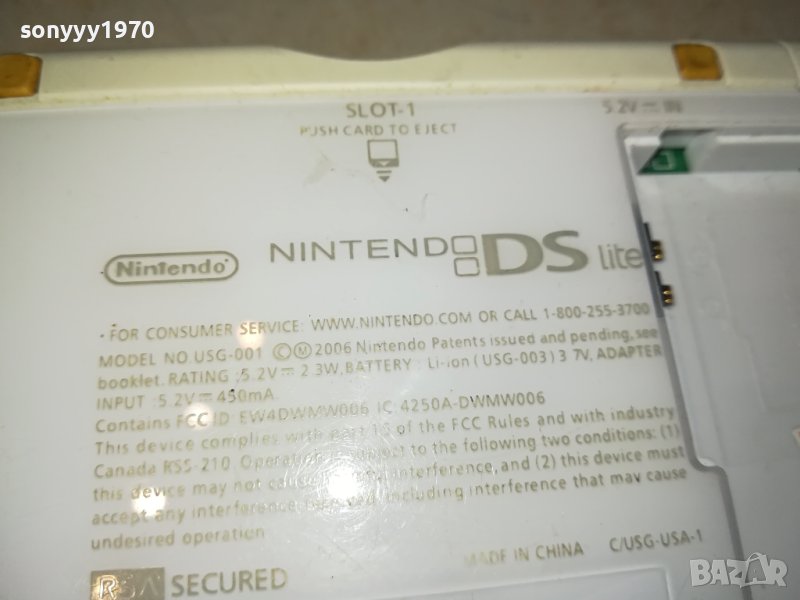 sonyyy1970
SLOT-1
PUSH CARD TO EJECT
5.2V ⎓ IN
Nintendo
NINTENDO DS lite
FOR CONSUMER SERVICE: WWW.NINTENDO.COM OR CALL 1-800-255-3700
MODEL NO.USG-001 ©Ⓜ2006 Nintendo Patents issued and pending, see
booklet. RATING :5.2V⎓ 2.3W, BATTERY : Li-ion ( USG-003) 3 7V, ADAPTER
INPUT :5.2V⎓ 450mA
Contains FCC ID: EW4DWMW006 IC: 4250A-DWMW006
This device complies with part 15 of the FCC Rules and with industry
Canada RSS-210. Operation is subject to the following two conditions: (1)
this device may not cause interference, and (2) this device must
accept any interference received, including interference that may cause
undesired operation
MADE IN CHINA C/USG-USA-1
RSA SECURED
BAZAR